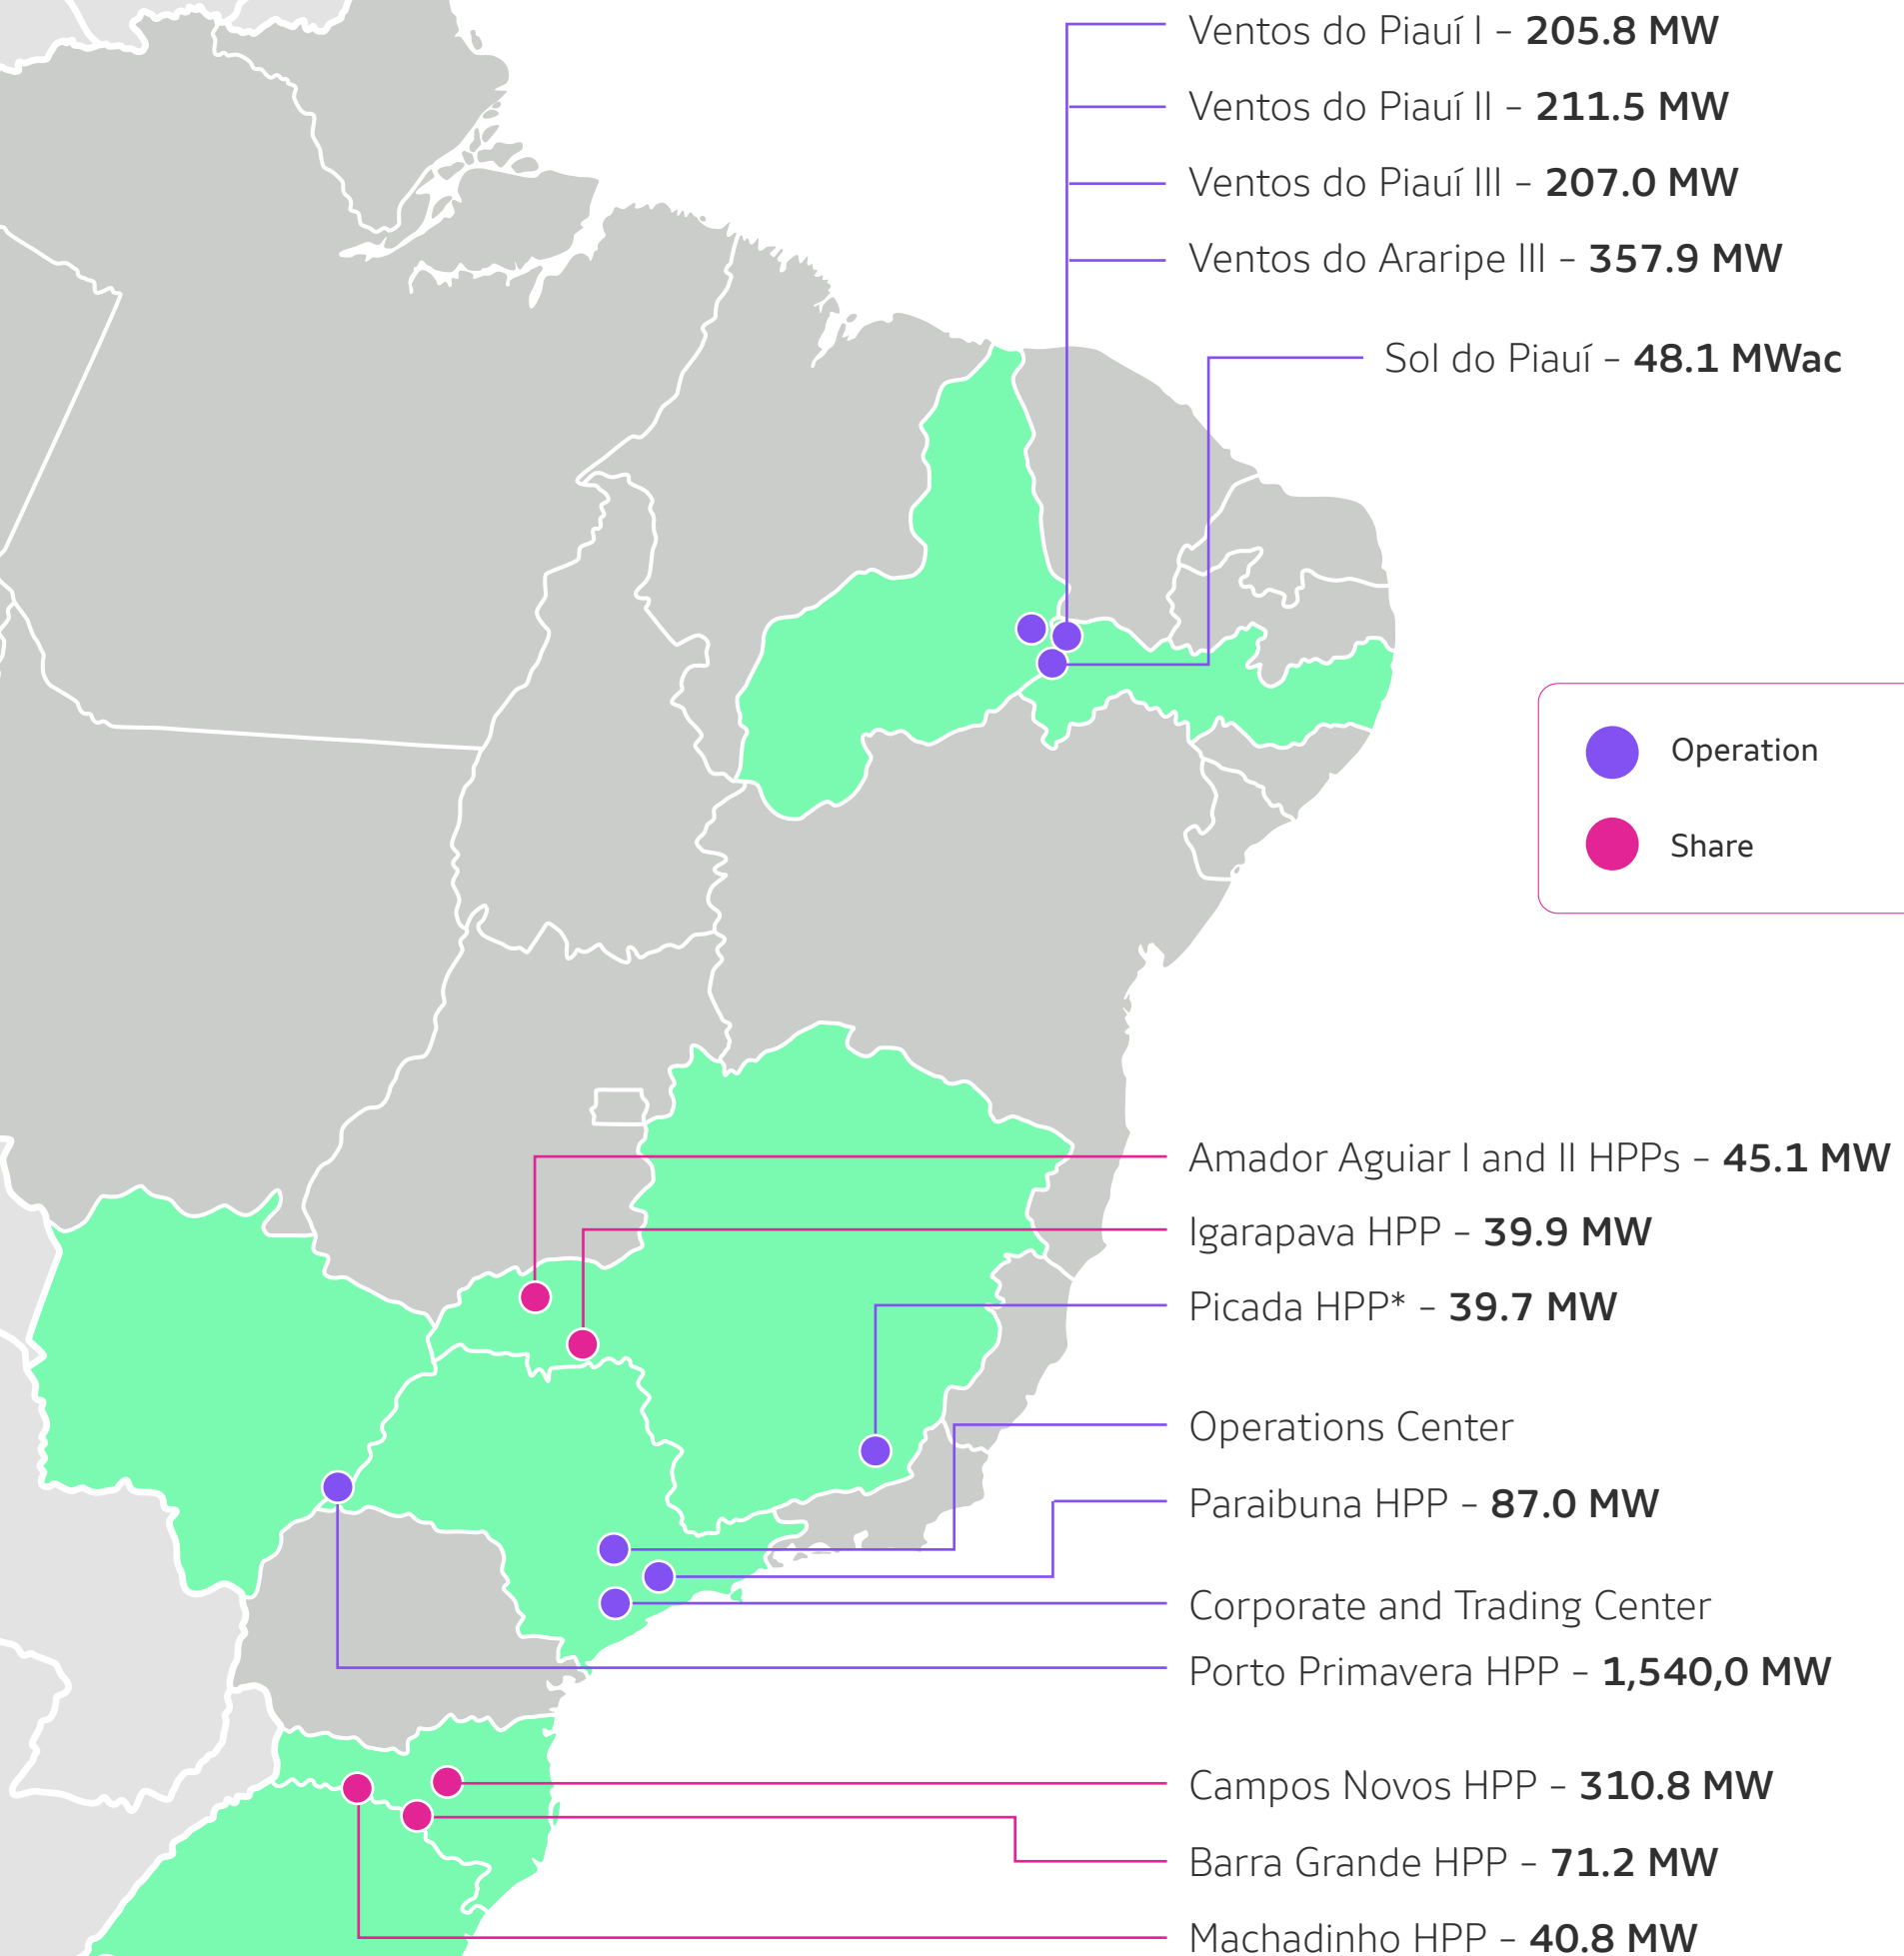 Ventos do Piauí I - 205.8 MW
Ventos do Piauí II - 211.5 MW
Ventos do Piauí III - 207.0 MW
Ventos do Araripe III - 357.9 MW
Sol do Piauí - 48.1 MWac
Operation
Share
Amador Aguiar I and II HPPs - 45.1 MW
Igarapava HPP - 39.9 MW
Picada HPP* - 39.7 MW
Operations Center
Paraibuna HPP - 87.0 MW
Corporate and Trading Center
Porto Primavera HPP - 1,540,0 MW
Campos Novos HPP - 310.8 MW
Barra Grande HPP - 71.2 MW
Machadinho HPP - 40.8 MW